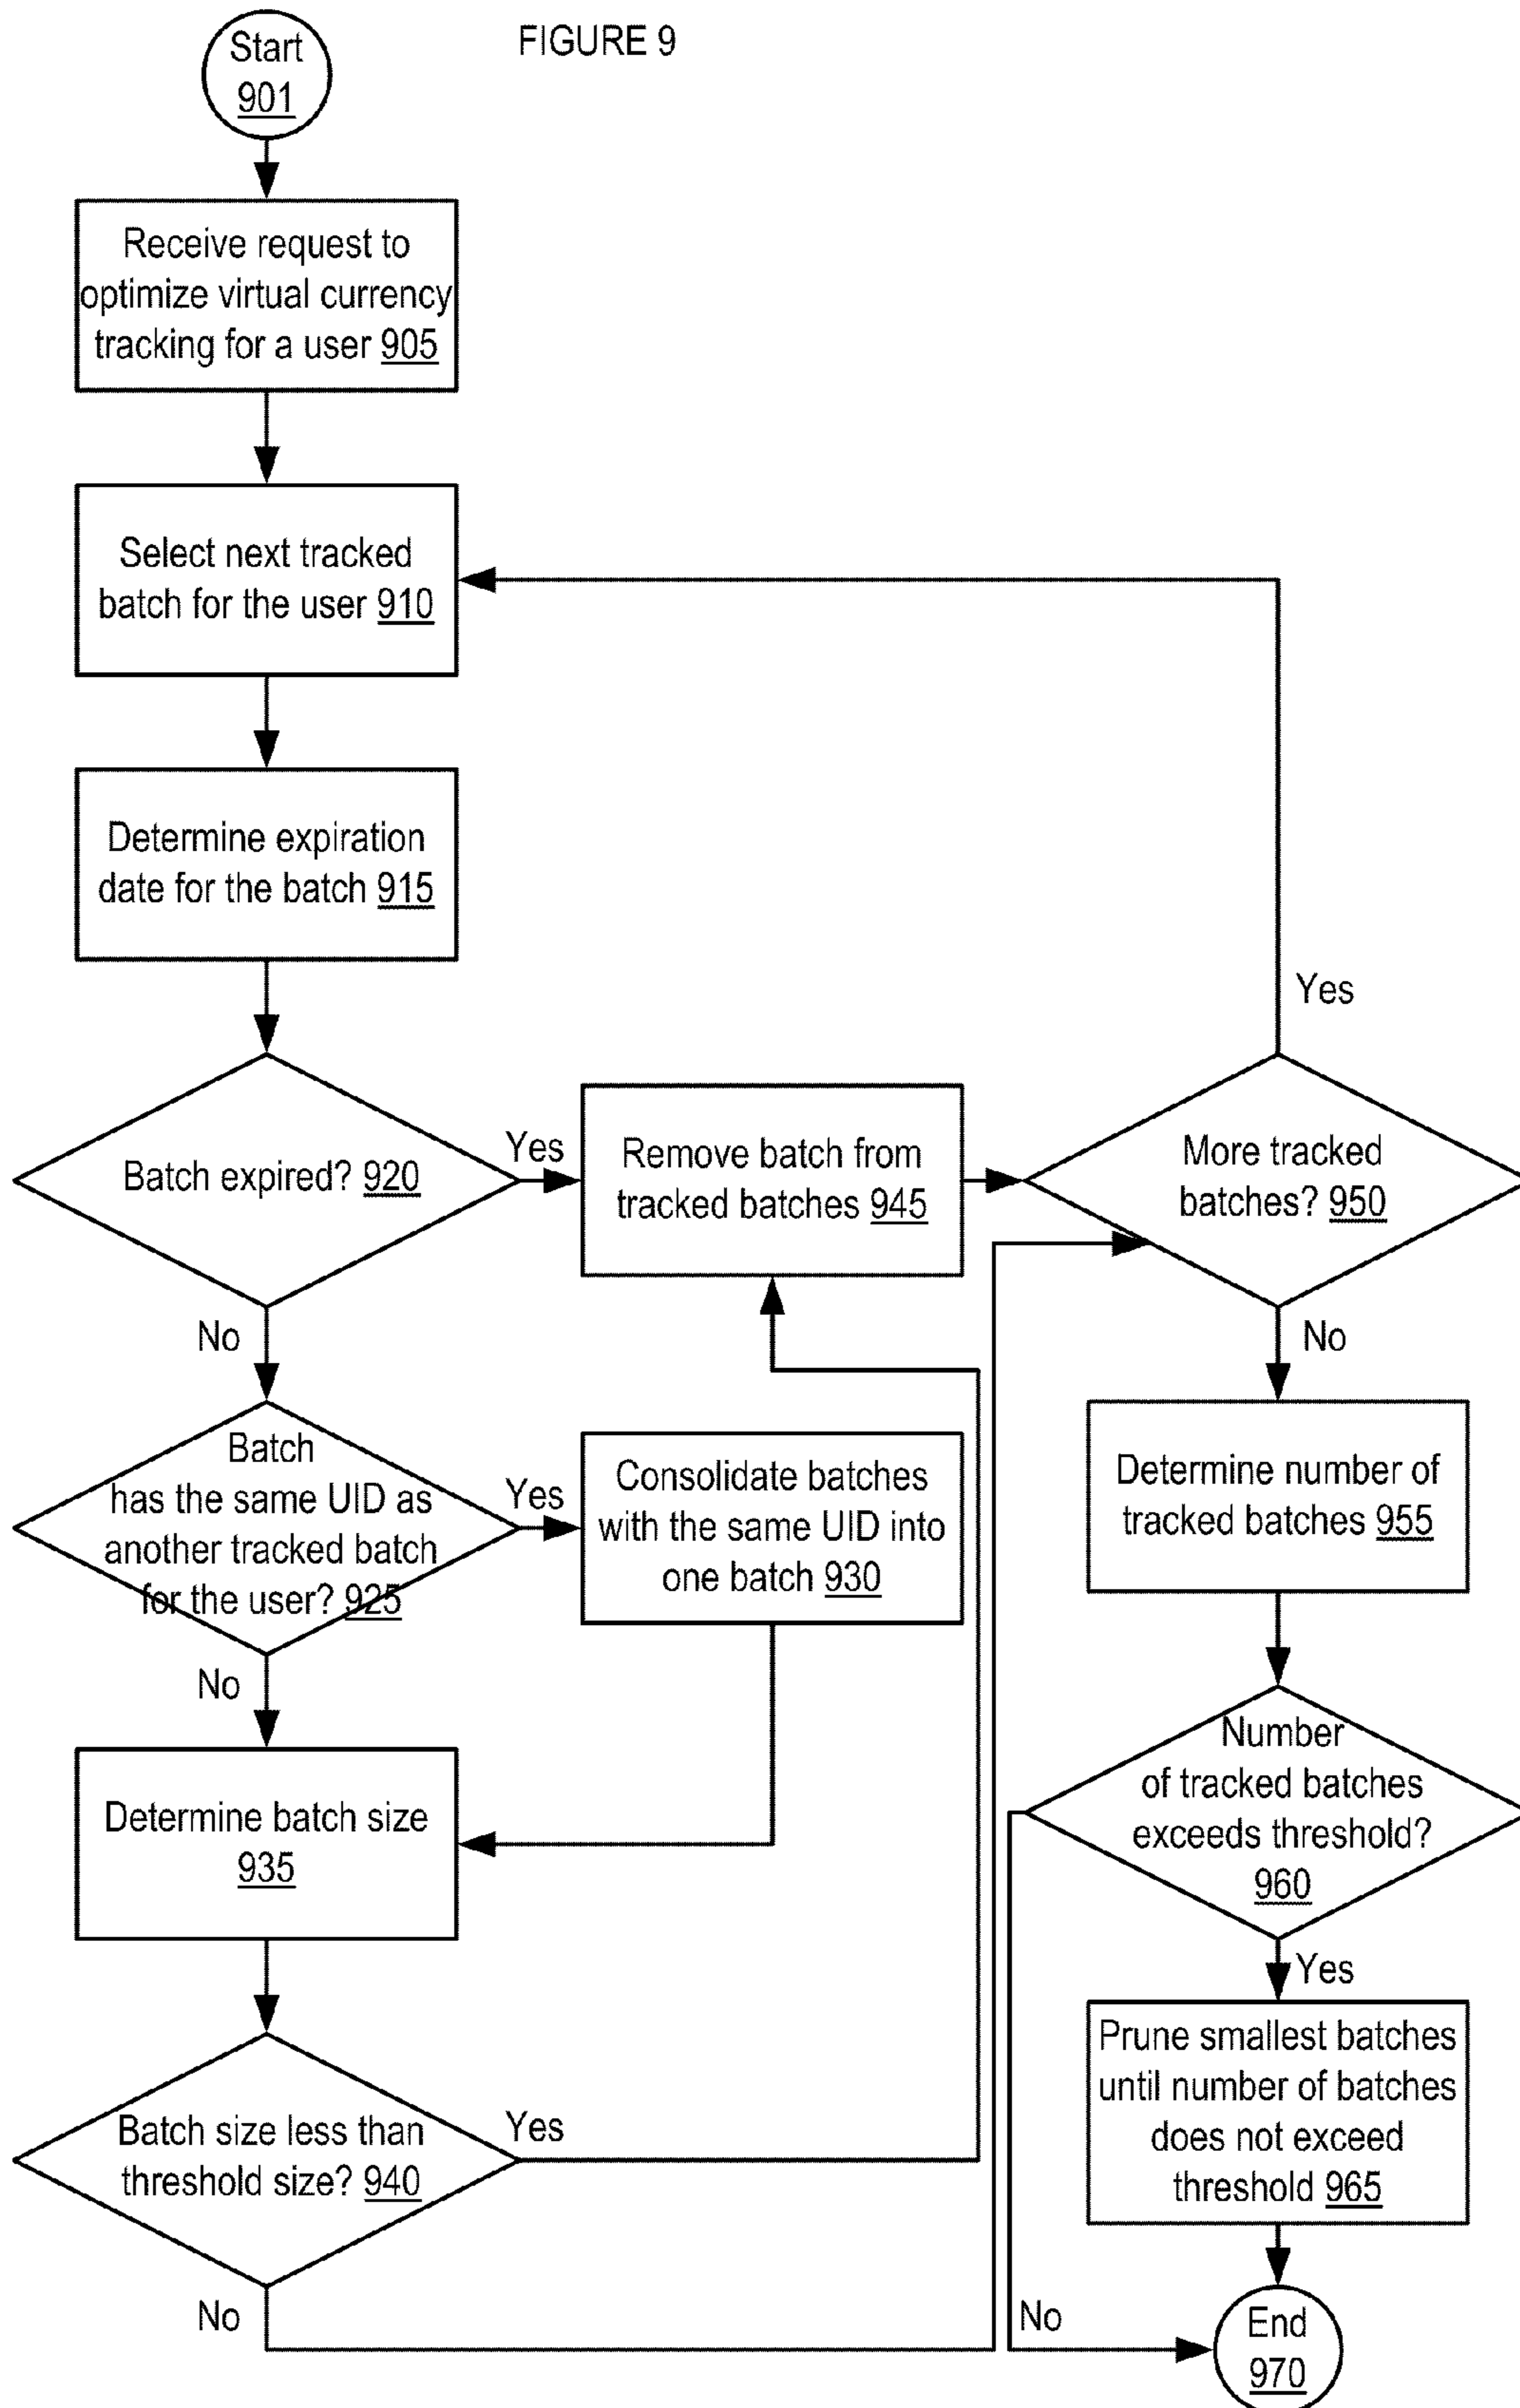 FIGURE 9
Start
901
Receive request to
optimize virtual currency
tracking for a user 905
Select next tracked
batch for the user 910
Determine expiration
date for the batch 915
Yes
Batch expired? 920
Yes
Remove batch from
tracked batches 945
More tracked
batches? 950
No
No
Batch
has the same UID as
another tracked batch
for the user? 925
Yes
Consolidate batches
with the same UID into
one batch 930
Determine number of
tracked batches 955
No
Determine batch size
935
Number
of tracked batches
exceeds threshold?
960
Yes
Batch size less than
threshold size? 940
Yes
Prune smallest batches
until number of batches
does not exceed
threshold 965
No
No
End
970